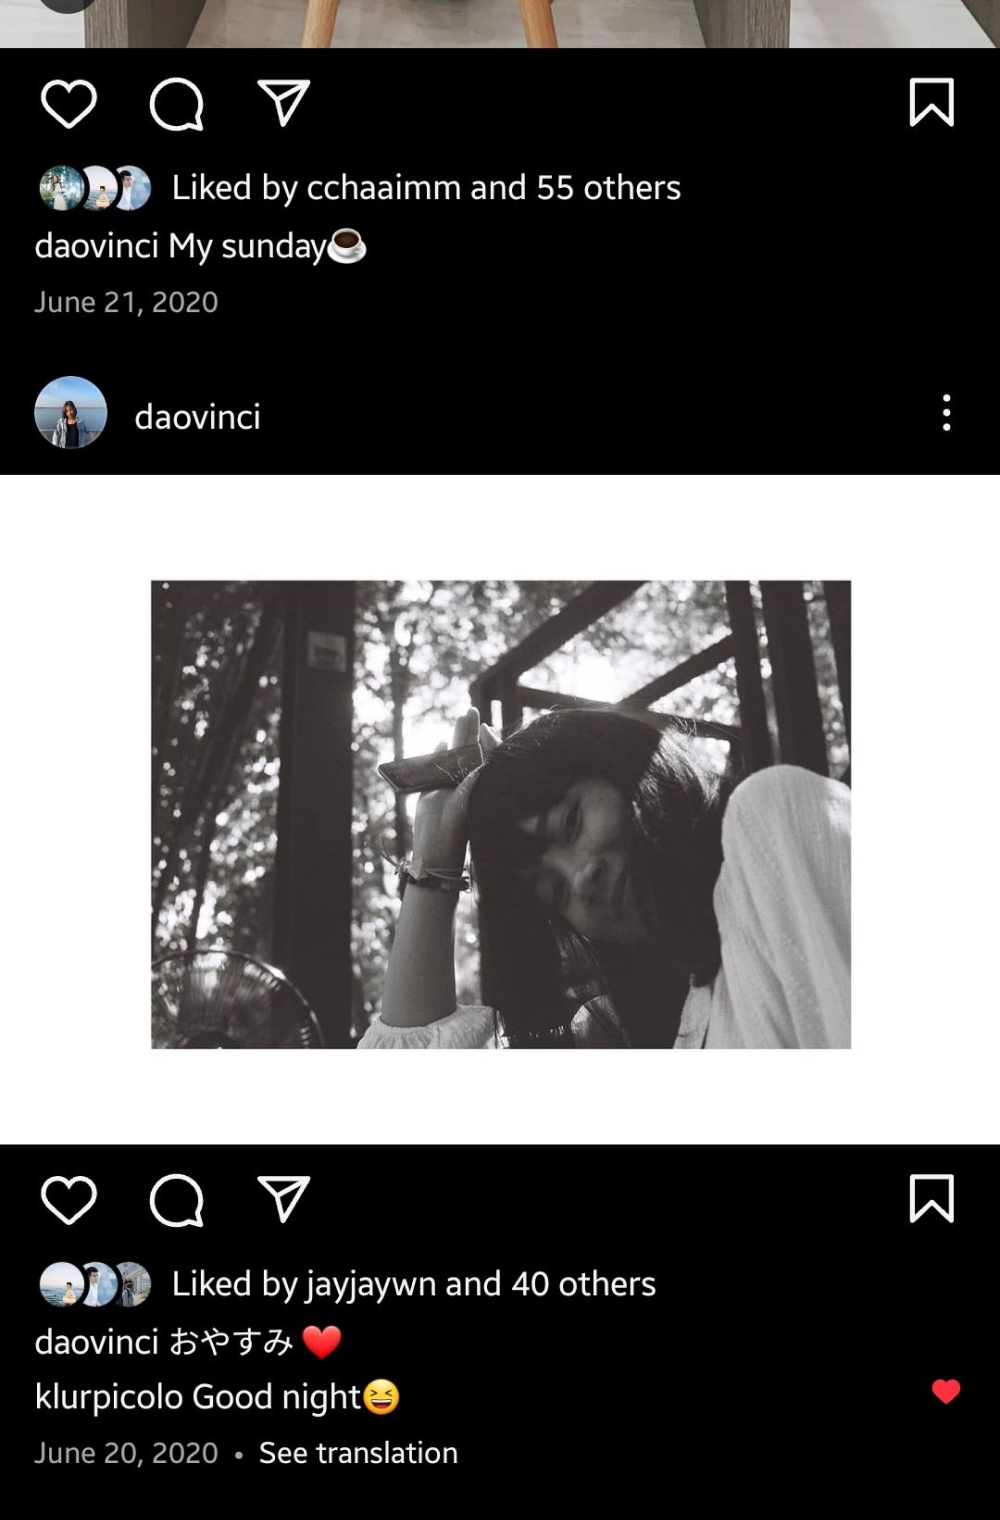 Liked by cchaaimm and 55 others
daovinci My sunday☕
June 21, 2020
daovinci
Liked by jayjaywn and 40 others
daovinci おやすみ ❤️
klurpicolo Good night😆
June 20, 2020 • See translation